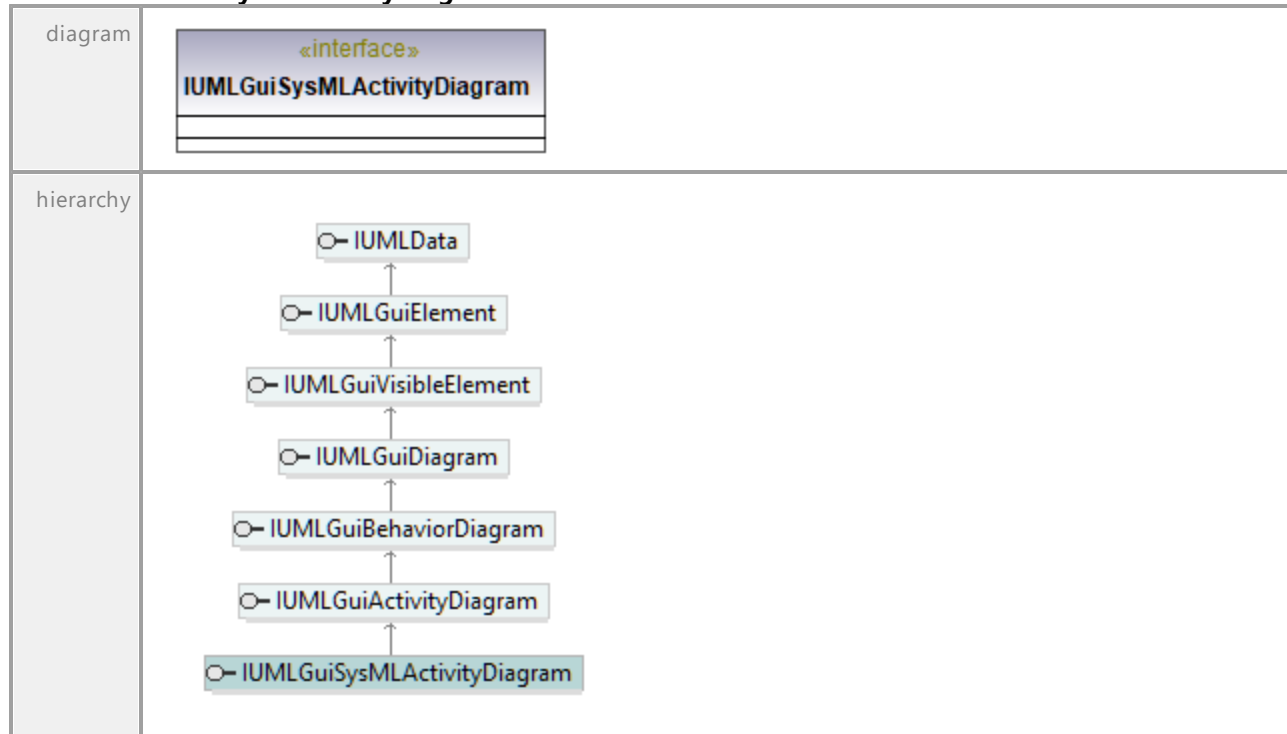 diagram
«interface»
IUMLGuiSysMLActivityDiagram
hierarchy
IUMLData
IUMLGuiElement
IUMLGuiVisibleElement
IUMLGuiDiagram
IUMLGuiBehaviorDiagram
IUMLGuiActivityDiagram
IUMLGuiSysMLActivityDiagram